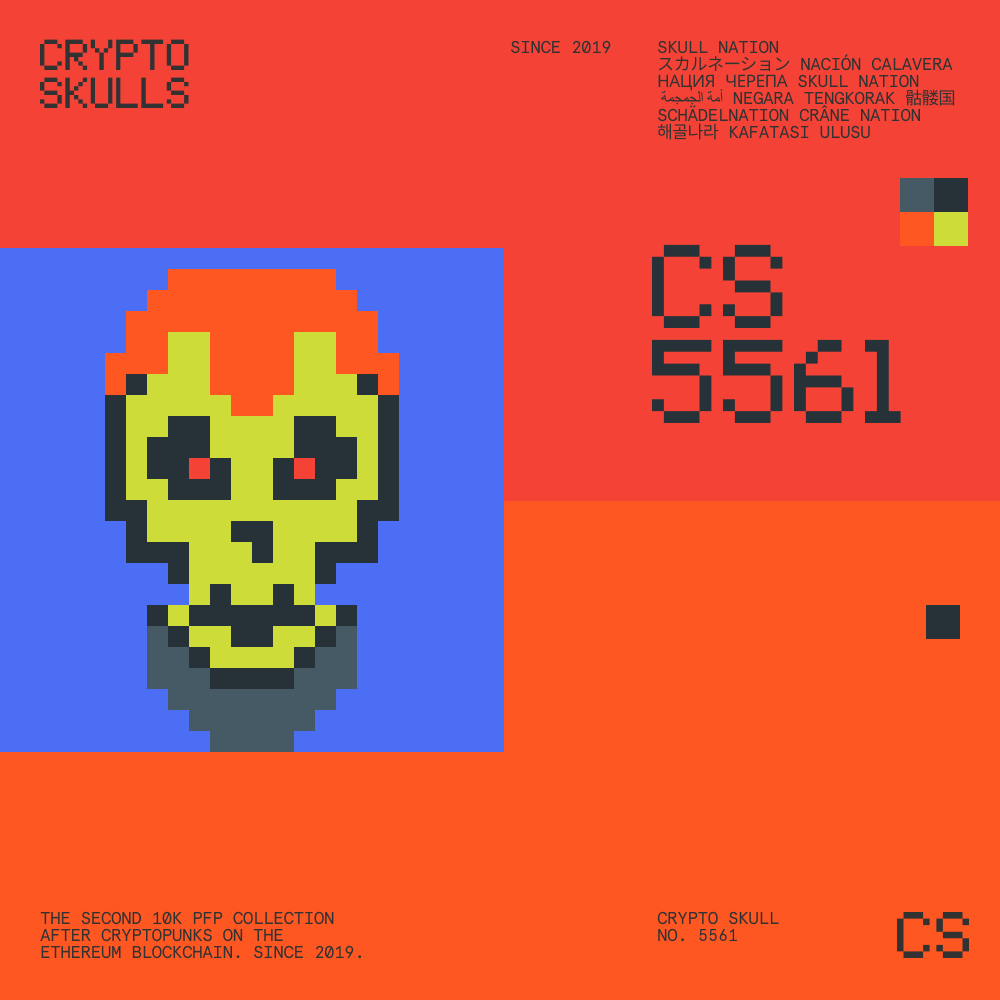 CRYPTO
SKULLS
SINCE 2019
SKULL NATION
スカルネーション NACIÓN CALAVERA
НАЦИЯ ЧЕРЕПА SKULL NATION
أمة الجمجمة NEGARA TENGKORAK 骷髅国
SCHÄDELNATION CRÂNE NATION
해골나라 KAFATASI ULUSU
CS
5561
THE SECOND 10K PFP COLLECTION
AFTER CRYPTOPUNKS ON THE
ETHEREUM BLOCKCHAIN. SINCE 2019.
CRYPTO SKULL
NO. 5561
CS